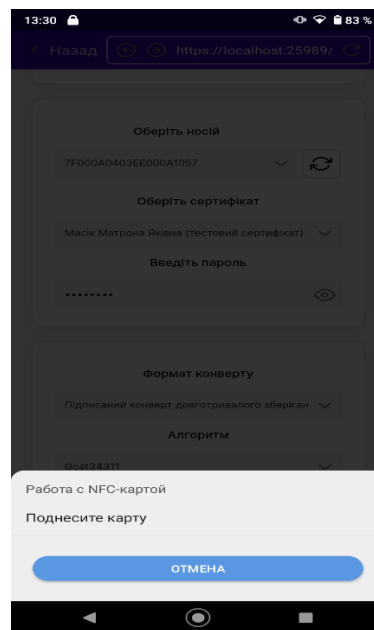 13:30 83 %
Назад https://localhost:25989/
Оберіть носій
7F000A0403EE000A1057
Оберіть сертифікат
Масік Матрона Яківна (тестовий сертифікат)
Введіть пароль
••••••••
Формат конверту
Підписаний конверт довготривалого зберіган
Алгоритм
Gost34311
Работа с NFC-картой
Поднесите карту
ОТМЕНА